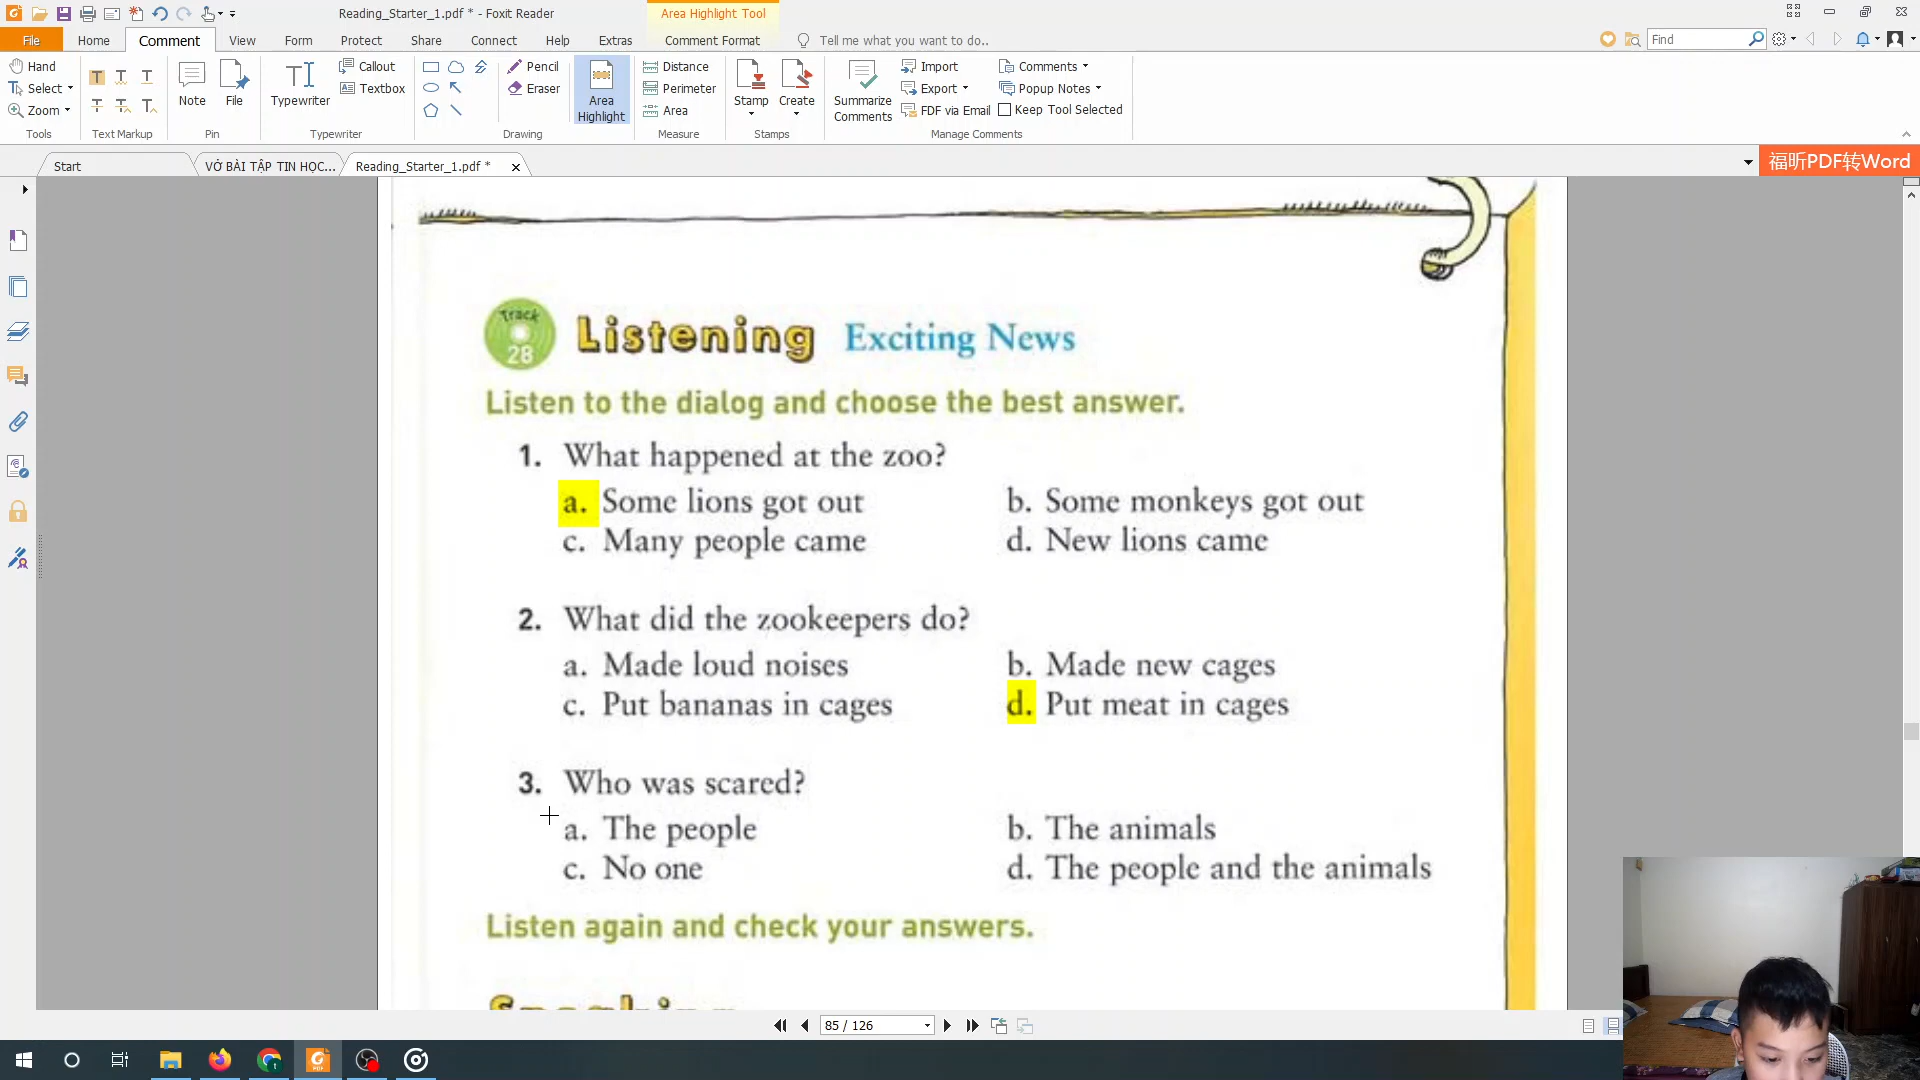 Reading_Starter_1.pdf * - Foxit Reader
Area Highlight Tool
File Home Comment View Form Protect Share Connect Help Extras Comment Format Tell me what you want to do.. Find
Hand
Select
Zoom
Tools
Text Markup
Note File
Pin
Typewriter
Callout
Textbox
Typewriter
Pencil
Eraser
Drawing
Area Highlight
Distance
Perimeter
Area
Measure
Stamp Create
Stamps
Summarize Comments
Import
Export
FDF via Email
Comments
Popup Notes
Keep Tool Selected
Manage Comments
Start VỞ BÀI TẬP TIN HỌC... Reading_Starter_1.pdf *
福昕PDF转Word
Track 28
Listening Exciting News
Listen to the dialog and choose the best answer.
1. What happened at the zoo?
a. Some lions got out b. Some monkeys got out
c. Many people came d. New lions came
2. What did the zookeepers do?
a. Made loud noises b. Made new cages
c. Put bananas in cages d. Put meat in cages
3. Who was scared?
a. The people b. The animals
c. No one d. The people and the animals
Listen again and check your answers.
Speaking
85 / 126